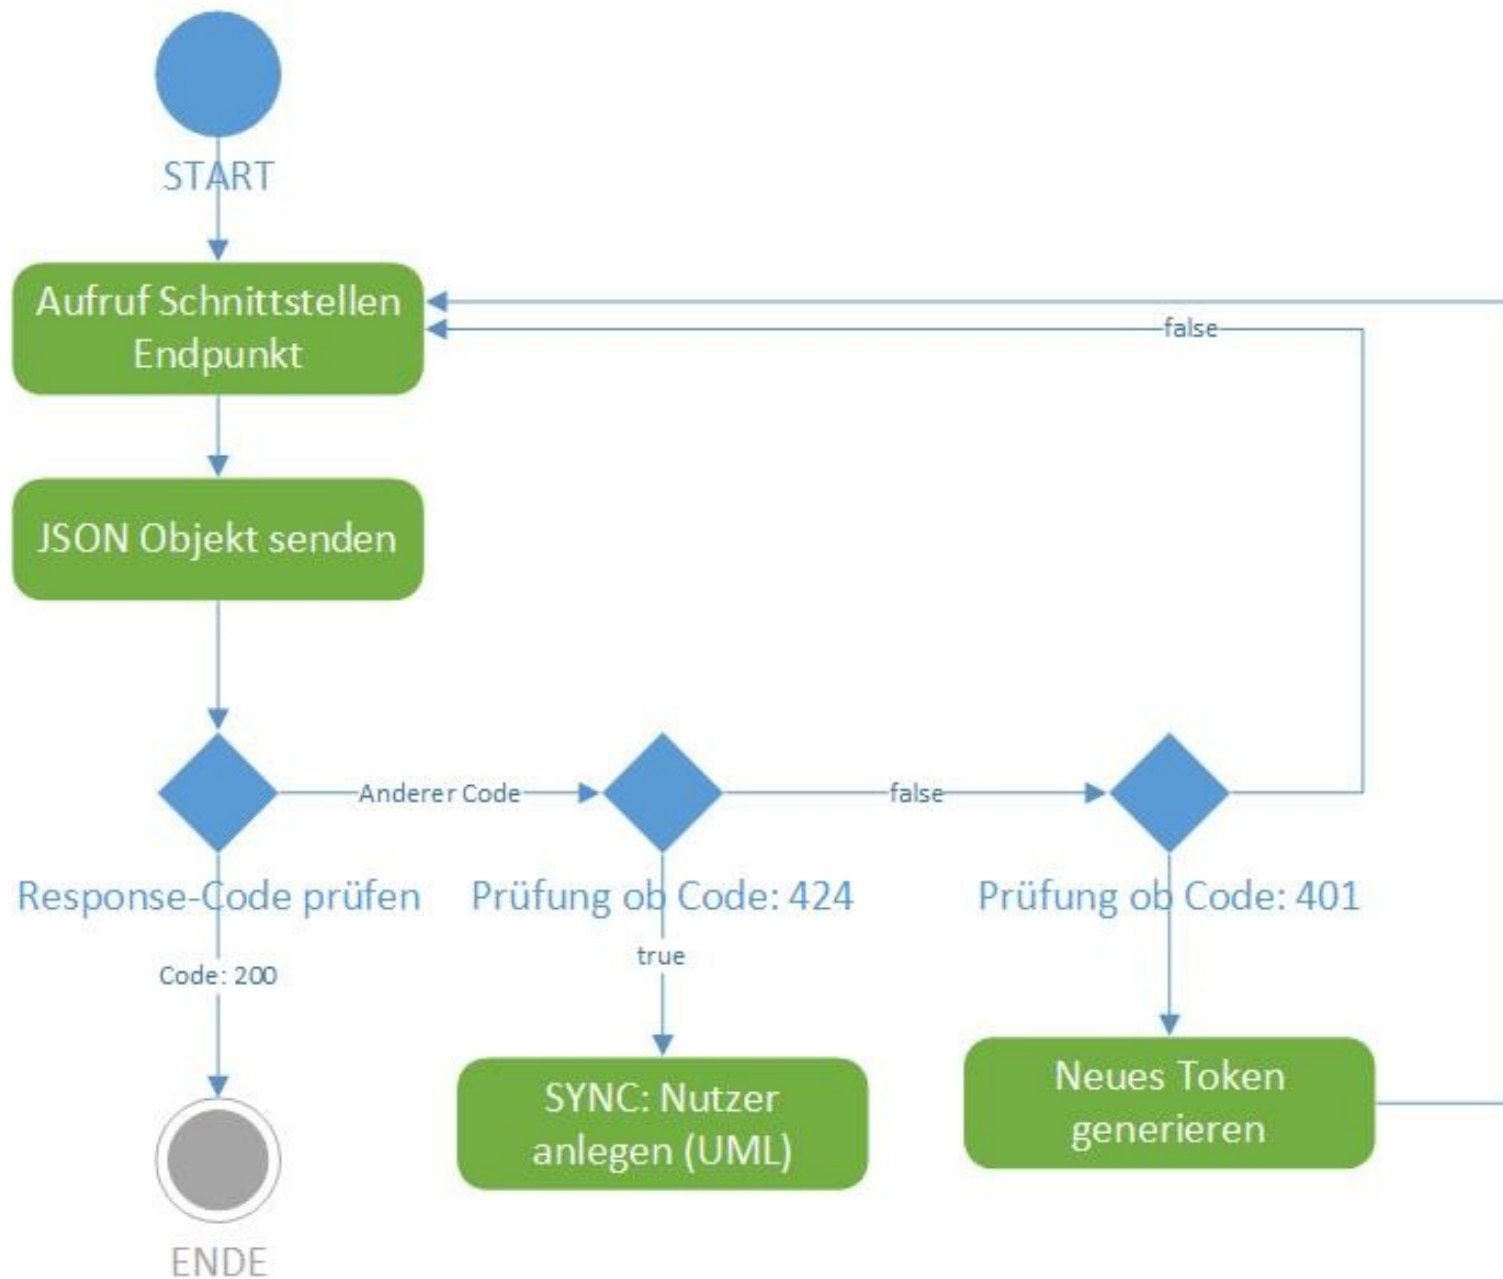 START
Aufruf Schnittstellen
Endpunkt
false
JSON Objekt senden
Anderer Code
false
Response-Code prüfen
Prüfung ob Code: 424
Prüfung ob Code: 401
Code: 200
true
SYNC: Nutzer
anlegen (UML)
Neues Token
generieren
ENDE